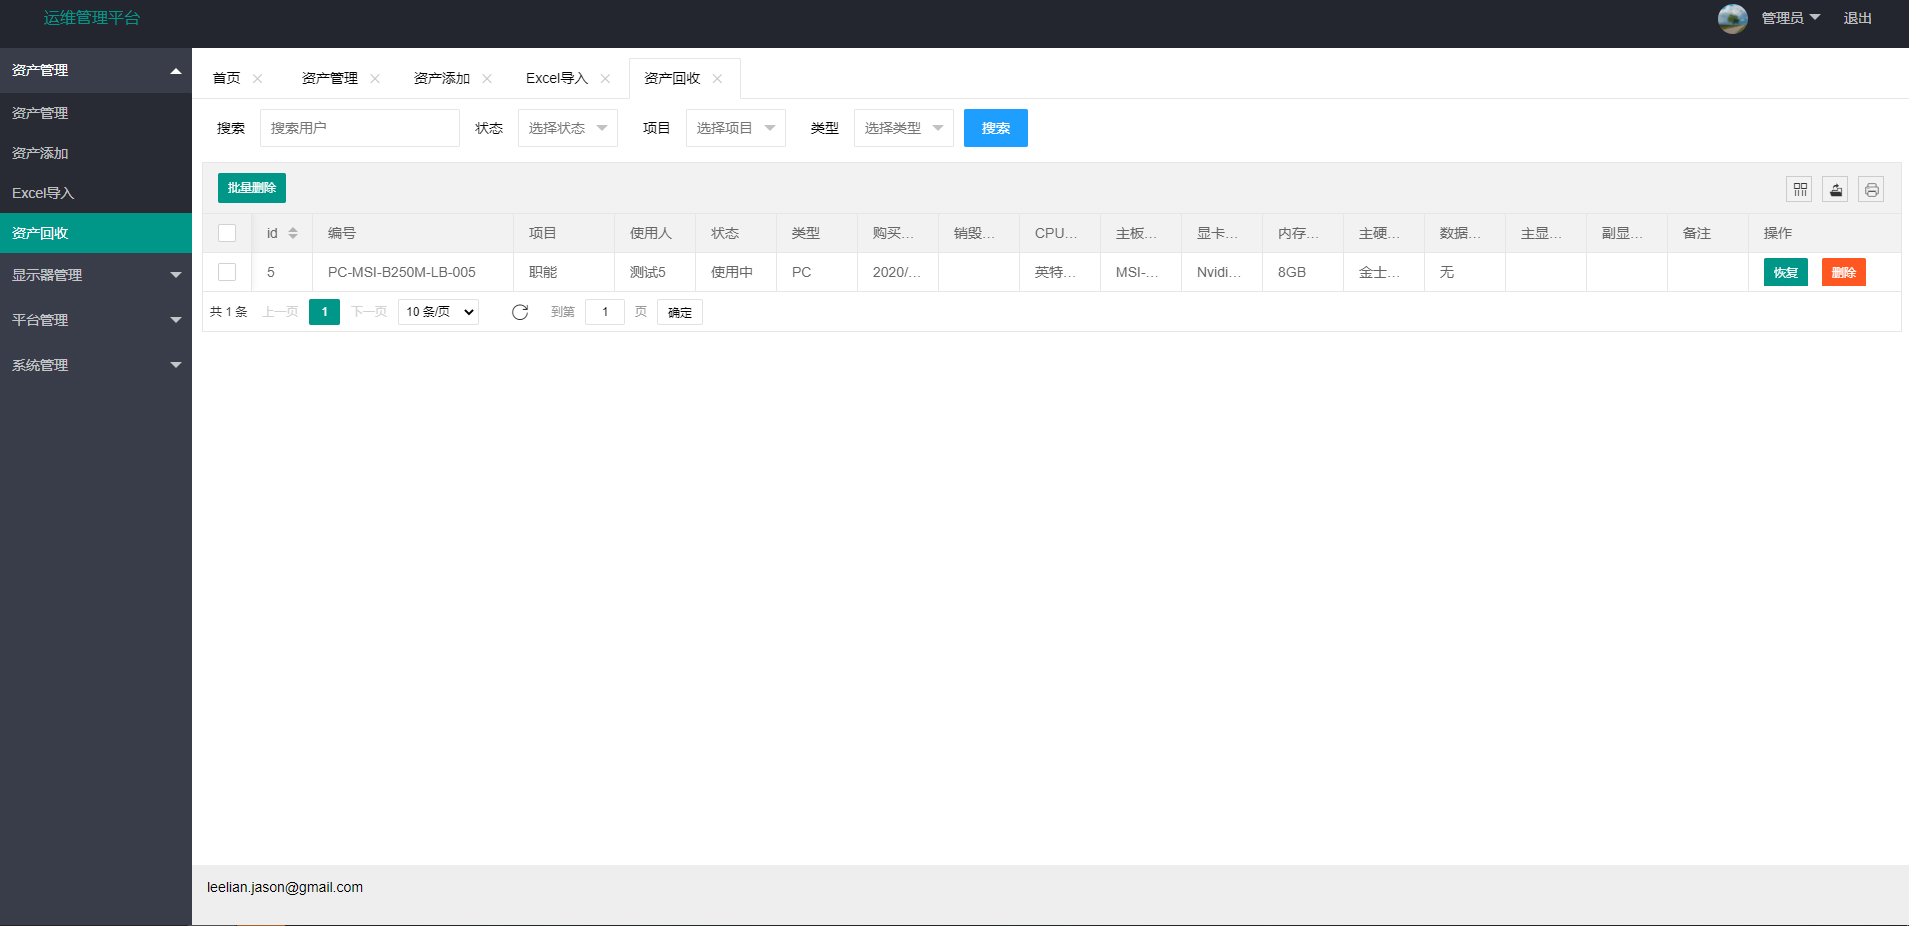 运维管理平台
管理员 退出
资产管理
资产管理
资产添加
Excel导入
资产回收
显示器管理
平台管理
系统管理
首页 资产管理 资产添加 Excel导入 资产回收
搜索 搜索用户 状态 选择状态 项目 选择项目 类型 选择类型 搜索
批量删除
id 编号 项目 使用人 状态 类型 购买... 销毁... CPU... 主板... 显卡... 内存... 主硬... 数据... 主显... 副显... 备注 操作
5 PC-MSI-B250M-LB-005 职能 测试5 使用中 PC 2020/... 英特... MSI-... Nvidi... 8GB 金士... 无 恢复 删除
共 1 条 上一页 1 下一页 10 条/页 到第 1 页 确定
leelian.jason@gmail.com